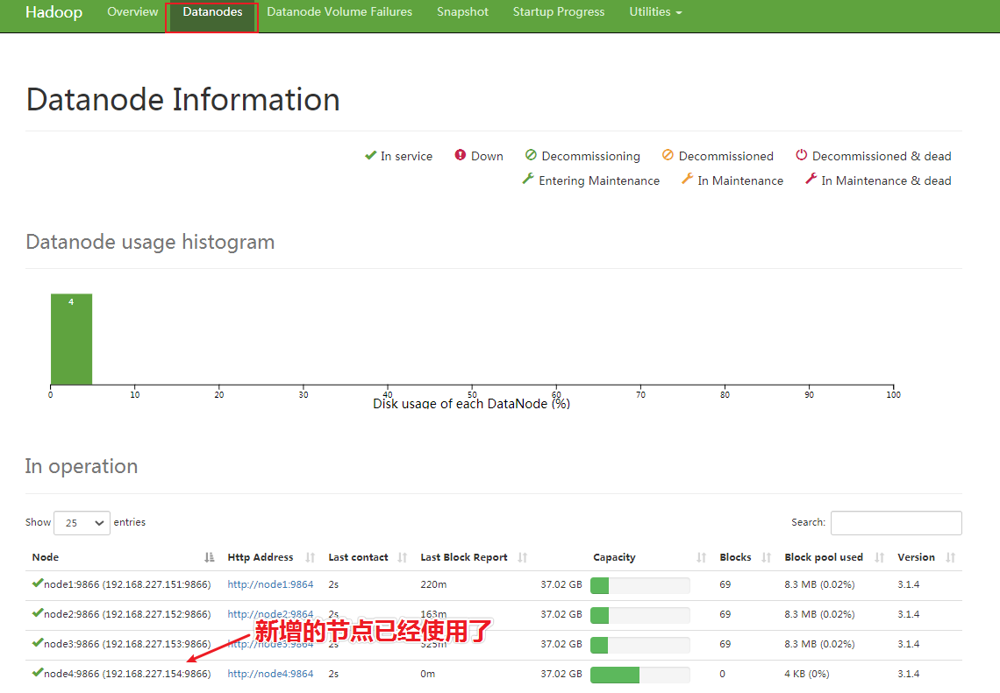 Hadoop Overview Datanodes Datanode Volume Failures Snapshot Startup Progress Utilities
Datanode Information
In service Down Decommissioning Decommissioned Decommissioned & dead
Entering Maintenance In Maintenance In Maintenance & dead
Datanode usage histogram
4
0 10 20 30 40 50 60 70 80 90 100
Disk usage of each DataNode (%)
In operation
Show 25 entries Search:
Node Http Address Last contact Last Block Report Capacity Blocks Block pool used Version
node1:9866 (192.168.227.151:9866) http://node1:9864 2s 220m 37.02 GB 69 8.3 MB (0.02%) 3.1.4
node2:9866 (192.168.227.152:9866) http://node2:9864 2s 163m 37.02 GB 69 8.3 MB (0.02%) 3.1.4
新增的节点已经使用了
node3:9866 (192.168.227.153:9866) http://node3:9864 2s 325m 37.02 GB 69 8.3 MB (0.02%) 3.1.4
node4:9866 (192.168.227.154:9866) http://node4:9864 2s 0m 37.02 GB 0 4 KB (0%) 3.1.4